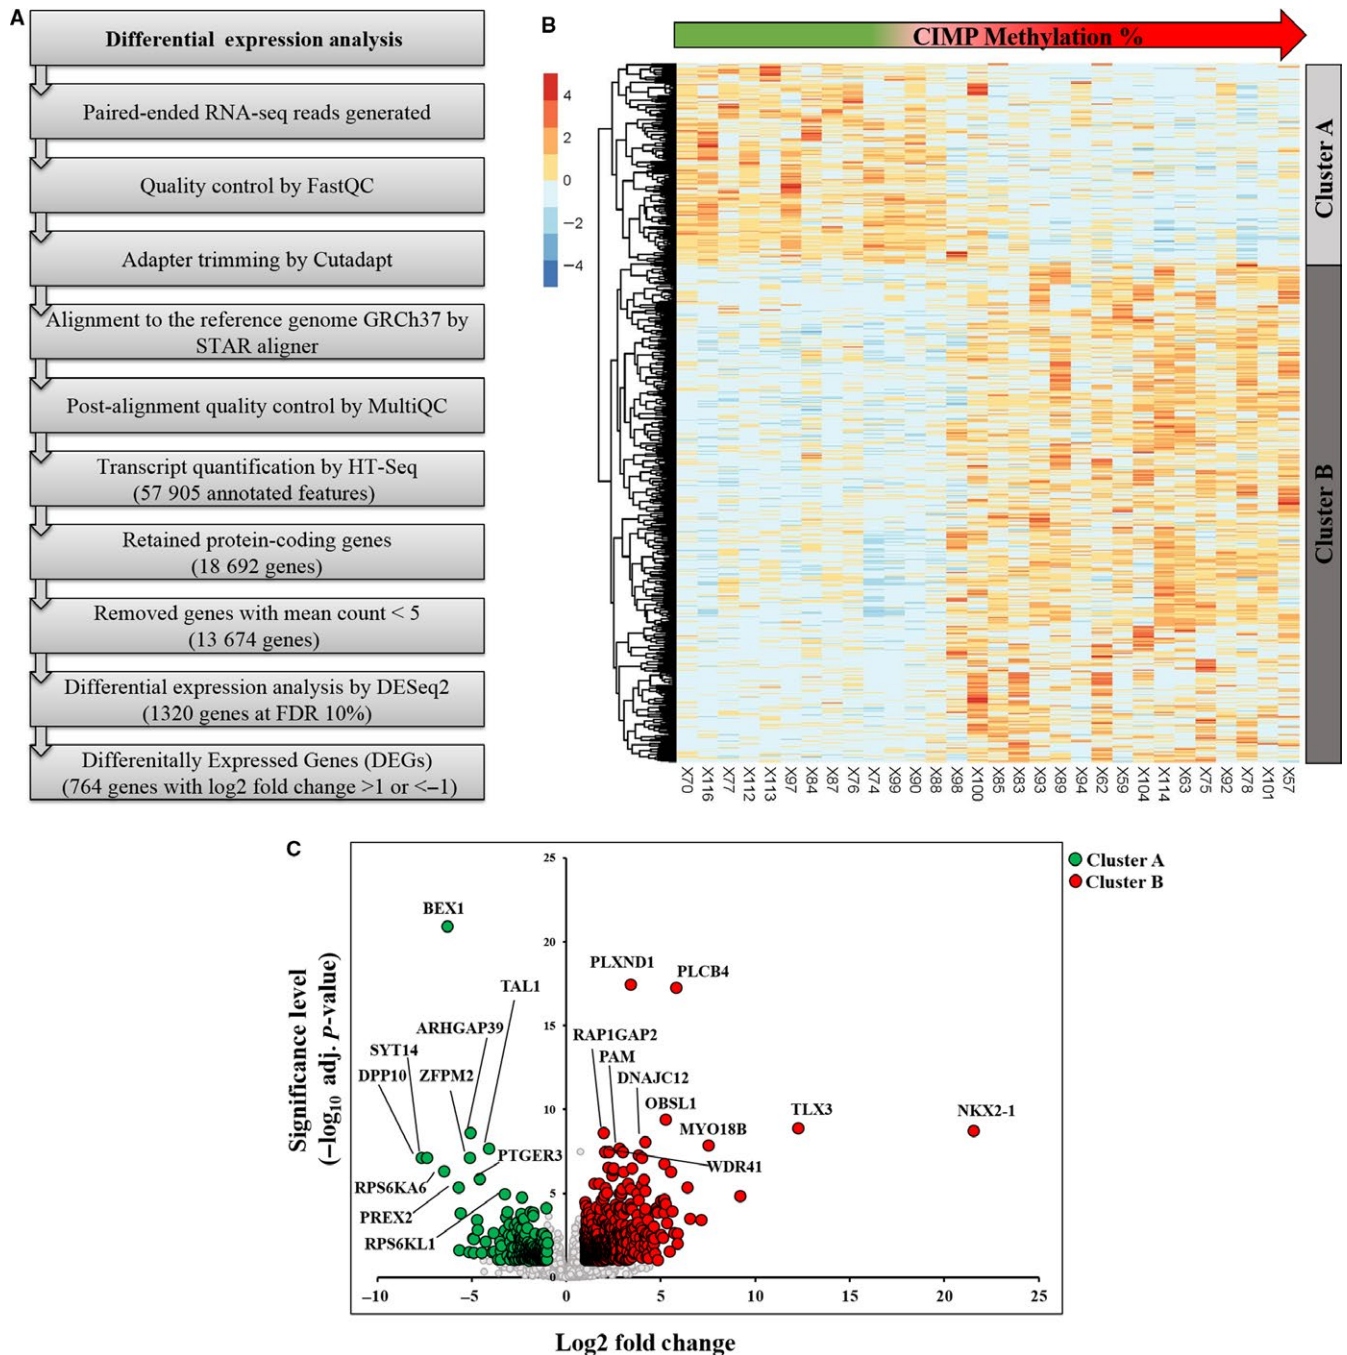 A
Differential expression analysis
Paired-ended RNA-seq reads generated
Quality control by FastQC
Adapter trimming by Cutadapt
Alignment to the reference genome GRCh37 by
STAR aligner
Post-alignment quality control by MultiQC
Transcript quantification by HT-Seq
(57 905 annotated features)
Retained protein-coding genes
(18 692 genes)
Removed genes with mean count < 5
(13 674 genes)
Differential expression analysis by DESeq2
(1320 genes at FDR 10%)
Differenitally Expressed Genes (DEGs)
(764 genes with log2 fold change >1 or <–1)
B
CIMP Methylation %
4
2
0
–2
–4
Cluster A
Cluster B
X70 X116 X77 X112 X113 X97 X84 X87 X76 X74 X99 X90 X88 X98 X100 X85 X83 X93 X89 X94 X62 X59 X104 X114 X63 X75 X92 X78 X101 X57
C
Cluster A
Cluster B
Significance level
(–log10 adj. P-value)
25
20
15
10
5
0
BEX1
PLXND1
PLCB4
TAL1
ARHGAP39
RAP1GAP2
SYT14
PAM
DPP10
ZFPM2
DNAJC12
OBSL1
TLX3
NKX2-1
MYO18B
PTGER3
WDR41
RPS6KA6
PREX2
RPS6KL1
–10 –5 0 5 10 15 20 25
Log2 fold change